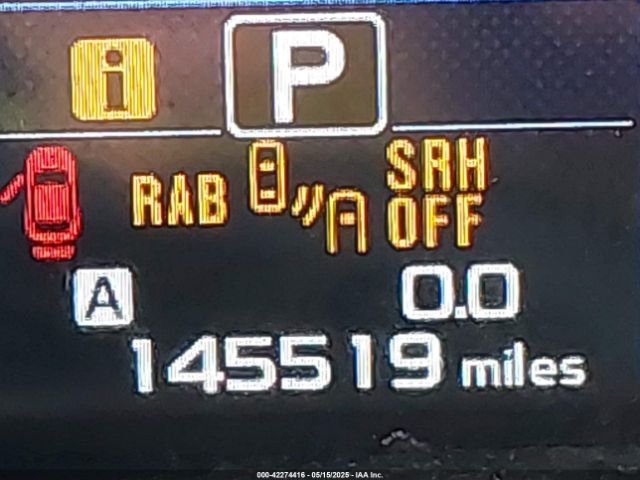 i P
RAB SRH
OFF
A 0.0
145519 miles
000-42274416 - 05/15/2025 - IAA Inc.